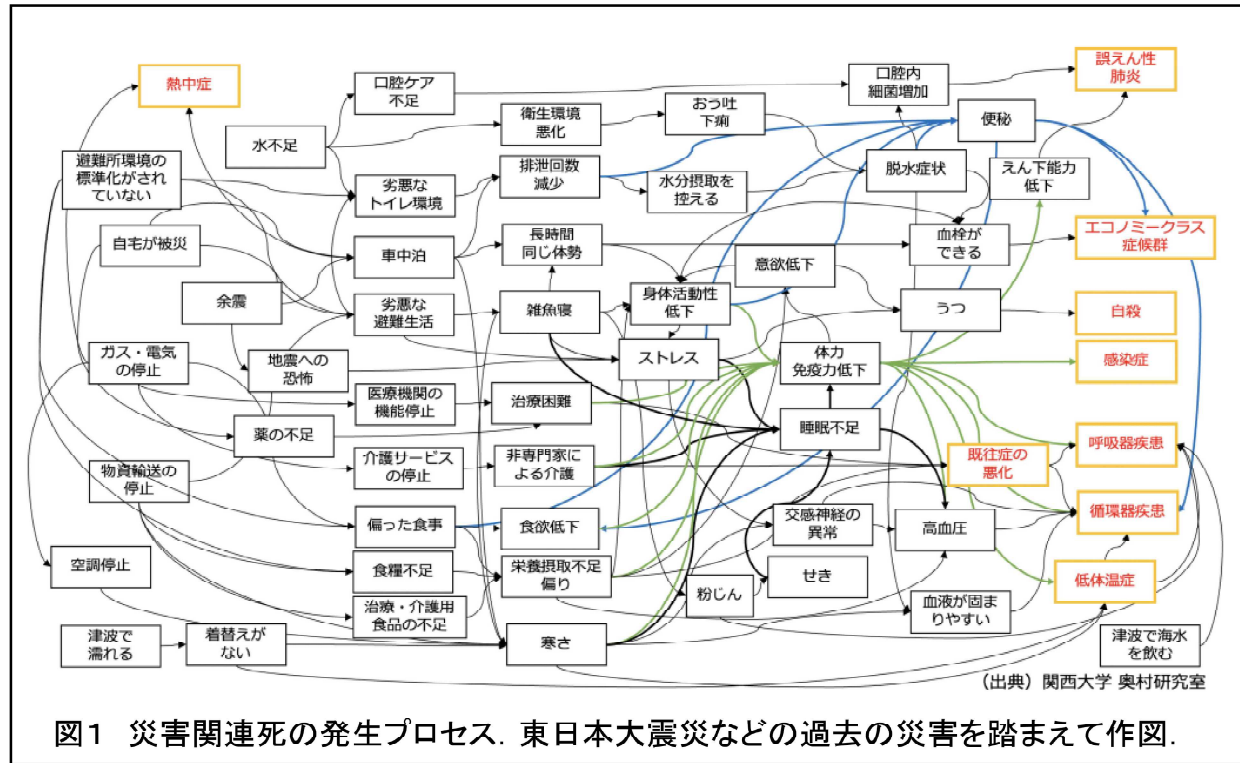 熱中症
口腔ケア
不足
口腔内
細菌増加
誤えん性
肺炎
衛生環境
悪化
おう吐
下痢
便秘
水不足
避難所環境の
標準化がされ
ていない
劣悪な
トイレ環境
排泄回数
減少
水分摂取を
控える
脱水症状
えん下能力
低下
自宅が被災
車中泊
長時間
同じ体勢
意欲低下
血栓が
できる
エコノミークラス
症候群
余震
劣悪な
避難生活
雑魚寝
身体活動性
低下
うつ
自殺
ガス・電気
の停止
地震への
恐怖
ストレス
体力
免疫力低下
感染症
医療機関の
機能停止
治療困難
薬の不足
睡眠不足
呼吸器疾患
物資輸送の
停止
介護サービス
の停止
非専門家に
よる介護
既往症の
悪化
偏った食事
食欲低下
交感神経の
異常
高血圧
循環器疾患
空調停止
食糧不足
栄養摂取不足
偏り
粉じん
せき
低体温症
治療・介護用
食品の不足
血液が固ま
りやすい
津波で
濡れる
着替えが
ない
寒さ
津波で海水
を飲む
（出典）関西大学 奥村研究室
図1 災害関連死の発生プロセス. 東日本大震災などの過去の災害を踏まえて作図.